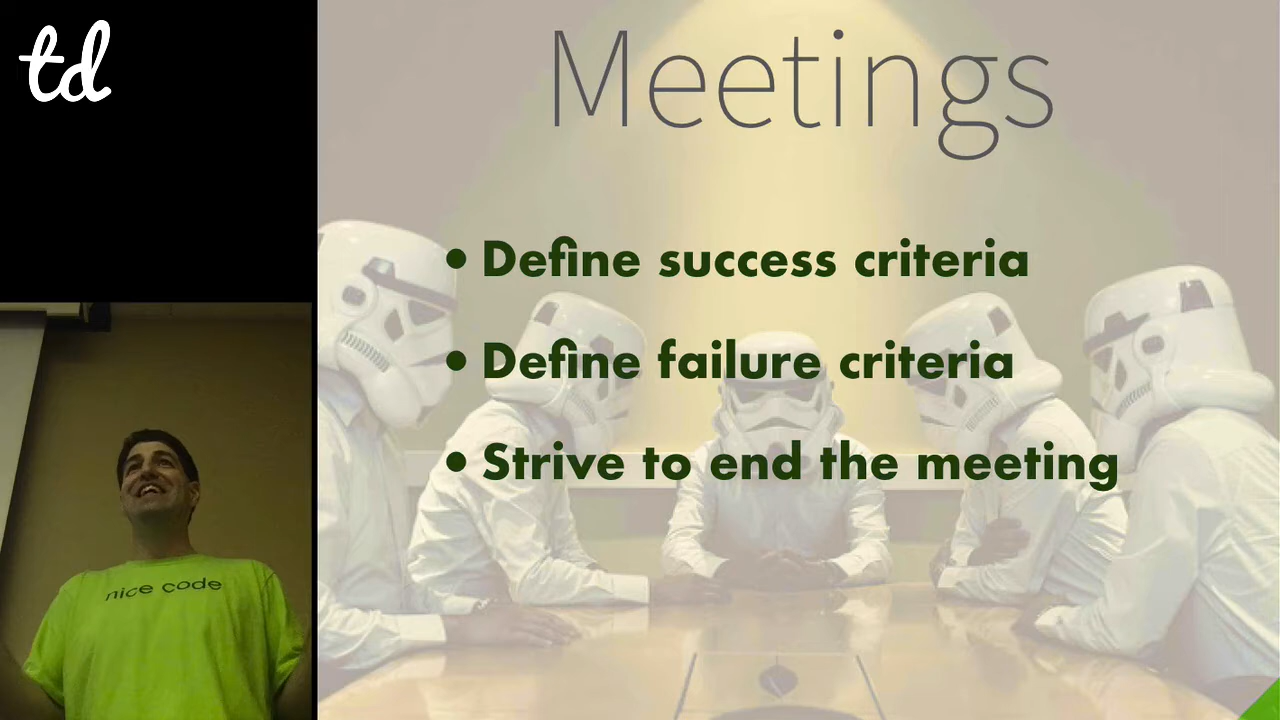 td
Meetings
• Define success criteria
• Define failure criteria
• Strive to end the meeting
nice code